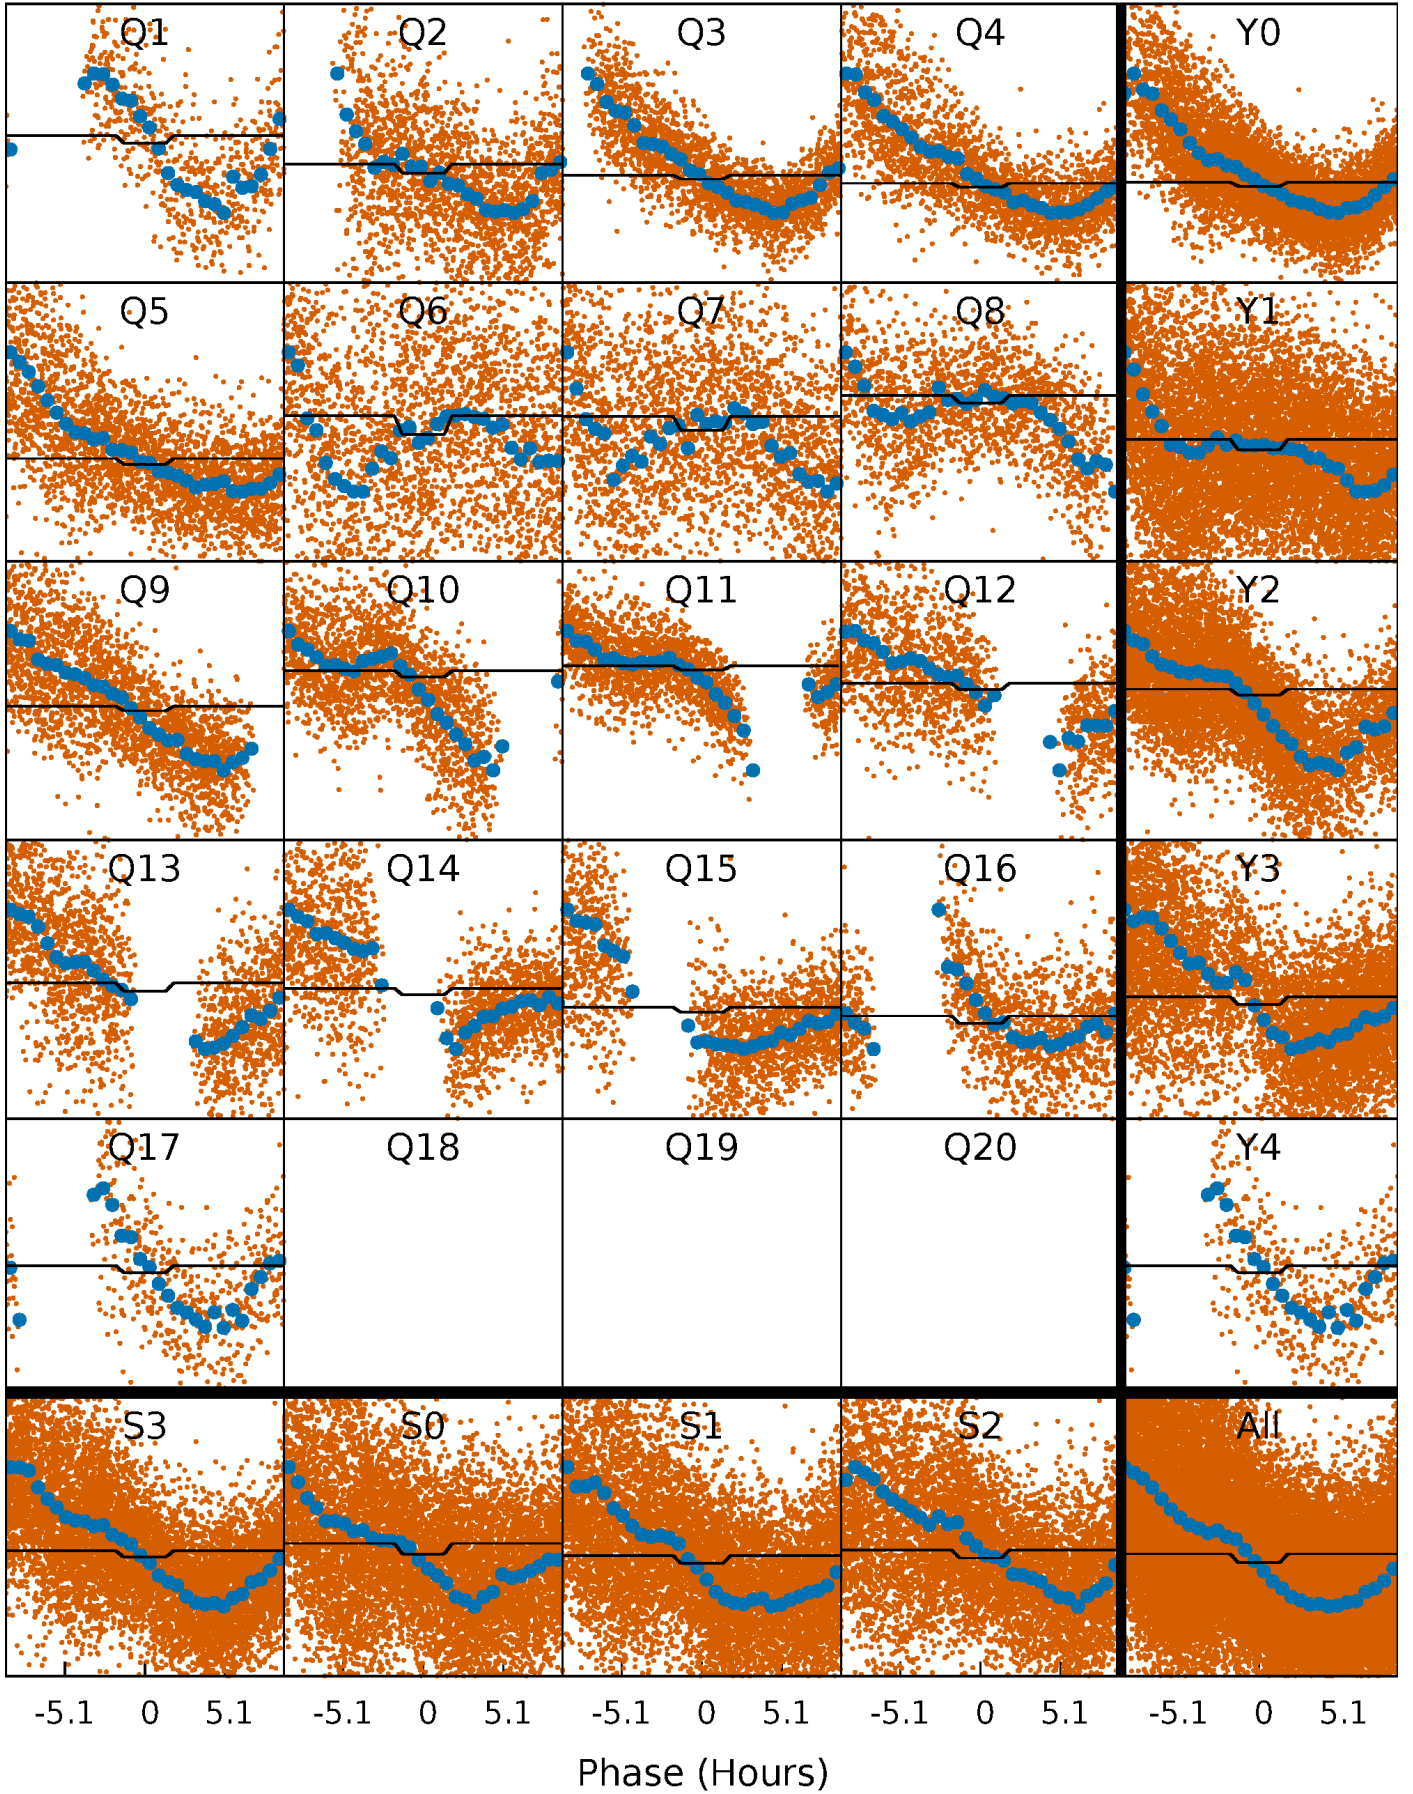 Q1 Q2 Q3 Q4 Y0
Q5 Q6 Q7 Q8 Y1
Q9 Q10 Q11 Q12 Y2
Q13 Q14 Q15 Q16 Y3
Q17 Q18 Q19 Q20 Y4
S3 S0 S1 S2 All
-5.1 0 5.1 -5.1 0 5.1 -5.1 0 5.1 -5.1 0 5.1 -5.1 0 5.1
Phase (Hours)